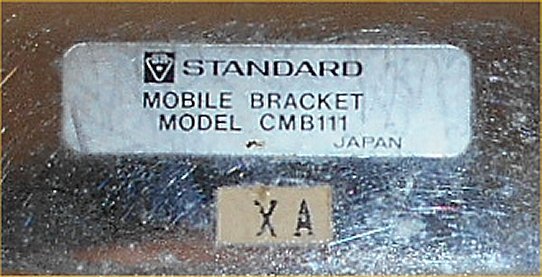 STANDARD
MOBILE BRACKET
MODEL CMB111
JAPAN
XA